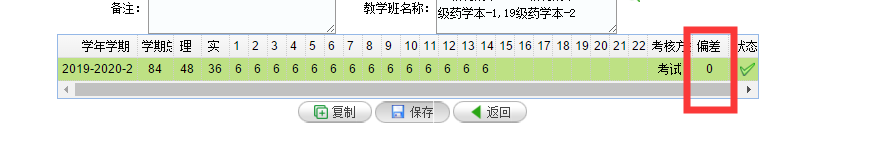 备注: 教学班名称:
级药学本-1,19级药学本-2
学年学期 学期总 理 实 1 2 3 4 5 6 7 8 9 10 11 12 13 14 15 16 17 18 19 20 21 22 考核方 偏差 状态
2019-2020-2 84 48 36 6 6 6 6 6 6 6 6 6 6 6 6 6 6 考试 0
复制 保存 返回